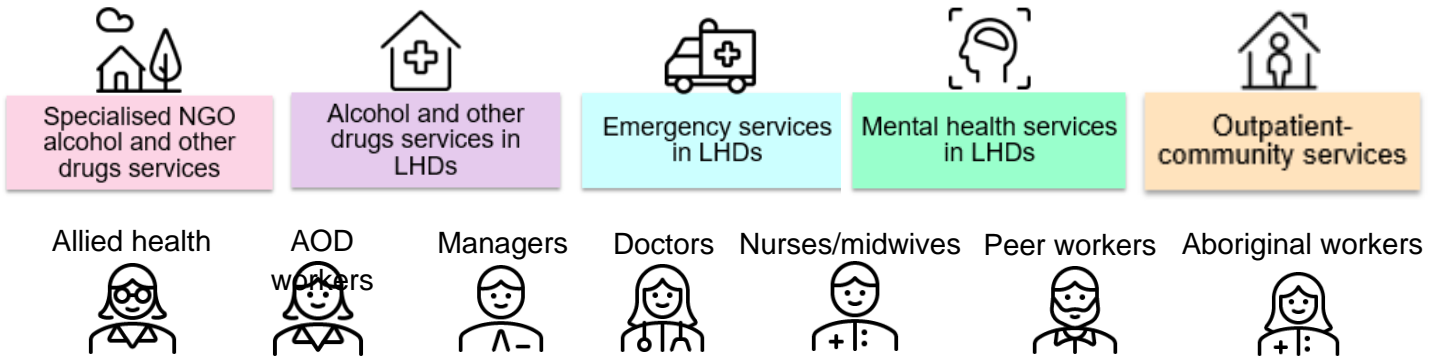 Specialised NGO
alcohol and other
drugs services
Alcohol and other
drugs services in
LHDs
Emergency services
in LHDs
Mental health services
in LHDs
Outpatient-
community services
Allied health
AOD
workers
Managers
Doctors
Nurses/midwives
Peer workers
Aboriginal workers